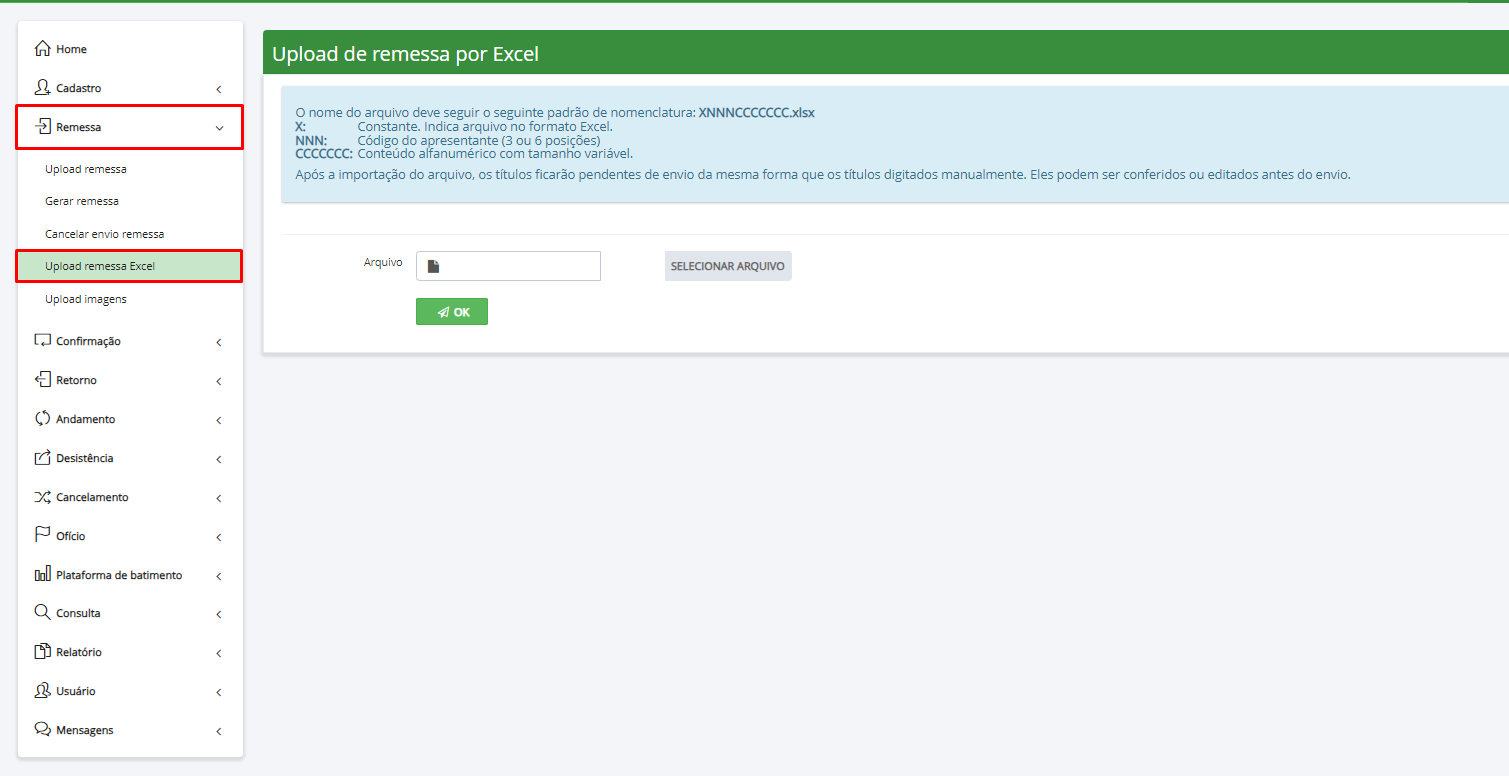 Home
Cadastro
Remessa
Upload remessa
Gerar remessa
Cancelar envio remessa
Upload remessa Excel
Upload imagens
Confirmação
Retorno
Andamento
Desistência
Cancelamento
Ofício
Plataforma de batimento
Consulta
Relatório
Usuário
Mensagens
Upload de remessa por Excel
O nome do arquivo deve seguir o seguinte padrão de nomenclatura: XNNNCCCCCCC.xlsx
X: Constante. Indica arquivo no formato Excel.
NNN: Código do apresentante (3 ou 6 posições)
CCCCCCC: Conteúdo alfanumérico com tamanho variável.
Após a importação do arquivo, os títulos ficarão pendentes de envio da mesma forma que os títulos digitados manualmente. Eles podem ser conferidos ou editados antes do envio.
Arquivo SELECIONAR ARQUIVO
OK